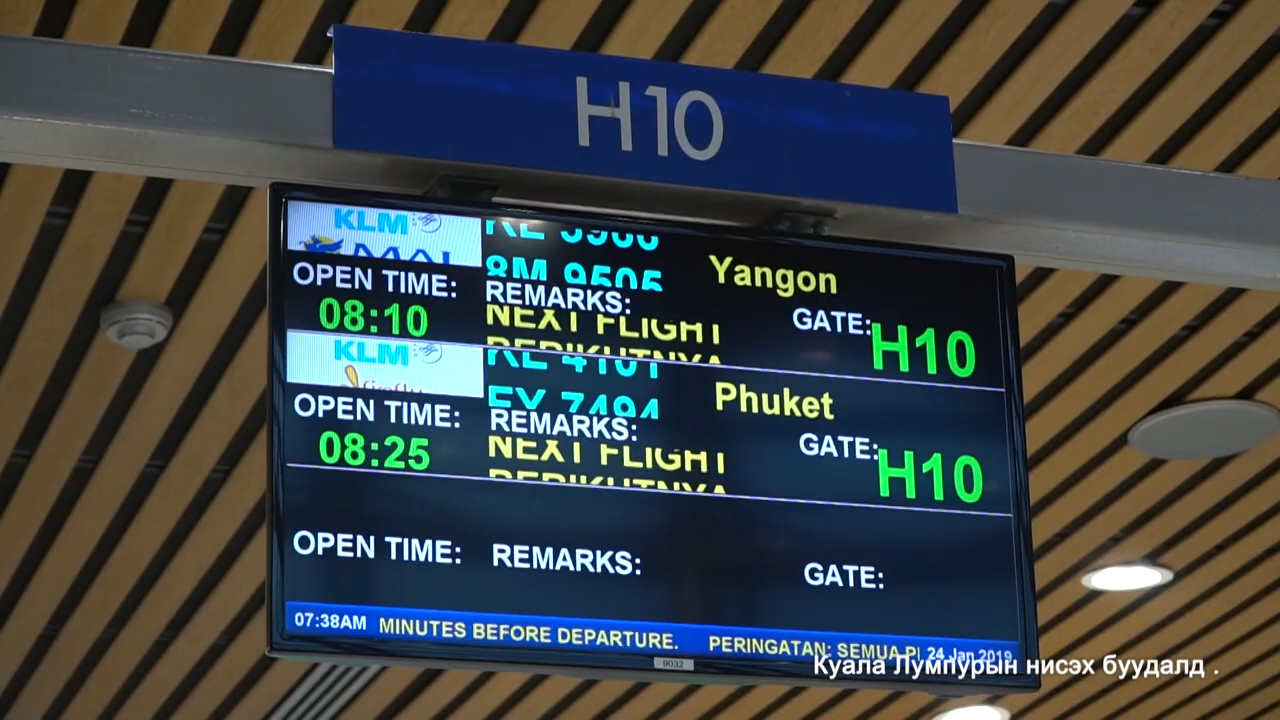 H10
KLM
Yangon
OPEN TIME:
REMARKS:
08:10
NEXT FLIGHT
GATE:
H10
KLM
Phuket
OPEN TIME:
REMARKS:
08:25
NEXT FLIGHT
GATE:
H10
OPEN TIME: REMARKS: GATE:
07:38AM MINUTES BEFORE DEPARTURE. PERINGATAN: SEMUA 24 Jan 2019
9032
Куала Лумпурын нисэх буудалд .